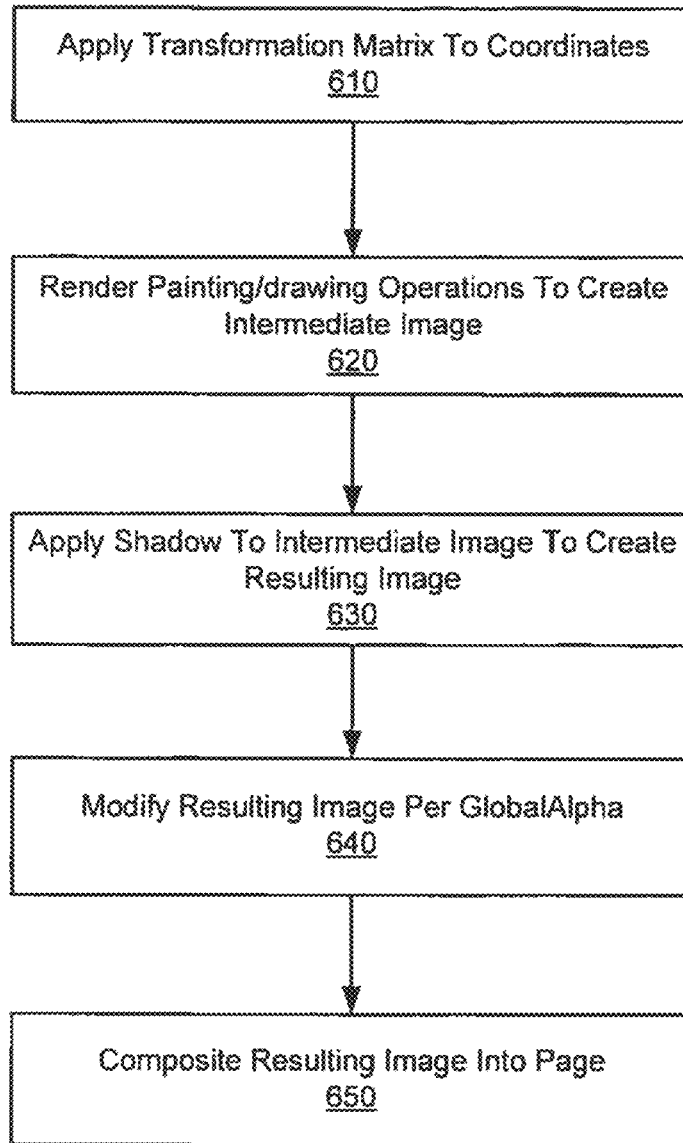 Apply Transformation Matrix To Coordinates
610
Render Painting/drawing Operations To Create
Intermediate Image
620
Apply Shadow To Intermediate Image To Create
Resulting Image
630
Modify Resulting Image Per GlobalAlpha
640
Composite Resulting Image Into Page
650